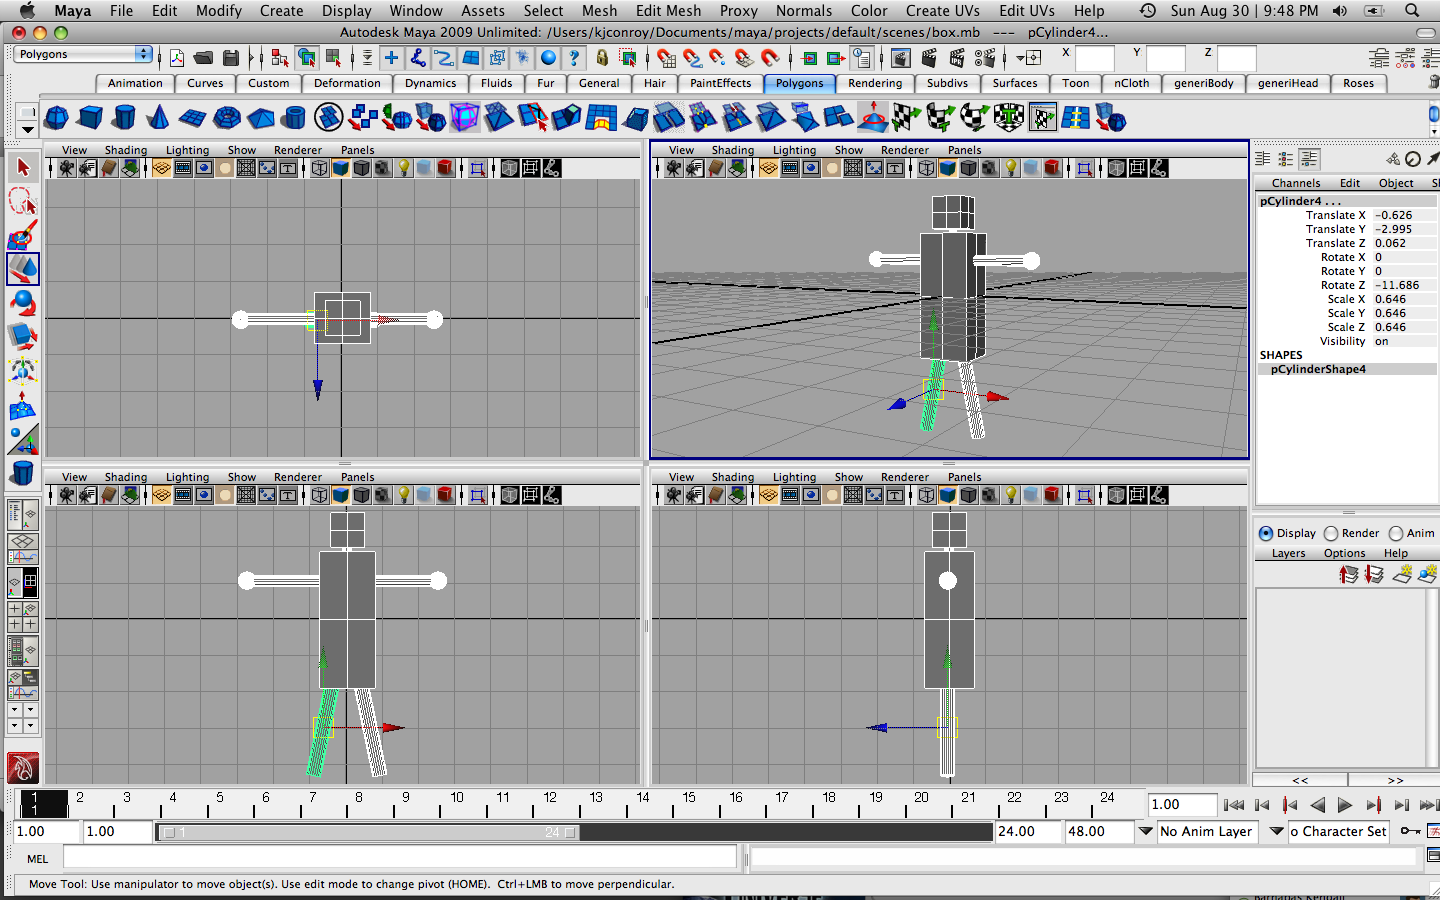 Maya File Edit Modify Create Display Window Assets Select Mesh Edit Mesh Proxy Normals Color Create UVs Edit UVs Help Sun Aug 30 | 9:48 PM
Autodesk Maya 2009 Unlimited: /Users/kjconroy/Documents/maya/projects/default/scenes/box.mb --- pCylinder4...
Polygons X Y Z
Animation Curves Custom Deformation Dynamics Fluids Fur General Hair PaintEffects Polygons Rendering Subdivs Surfaces Toon nCloth generiBody generiHead Roses
View Shading Lighting Show Renderer Panels
View Shading Lighting Show Renderer Panels
Channels Edit Object
pCylinder4 . . .
Translate X -0.626
Translate Y -2.995
Translate Z 0.062
Rotate X 0
Rotate Y 0
Rotate Z -11.686
Scale X 0.646
Scale Y 0.646
Scale Z 0.646
Visibility on
SHAPES
pCylinderShape4
View Shading Lighting Show Renderer Panels
View Shading Lighting Show Renderer Panels
Display Render Anim
Layers Options Help
<< >>
1 2 3 4 5 6 7 8 9 10 11 12 13 14 15 16 17 18 19 20 21 22 23 24 1.00
1
1.00 1.00 1 24 24.00 48.00 No Anim Layer o Character Set
MEL
Move Tool: Use manipulator to move object(s). Use edit mode to change pivot (HOME). Ctrl+LMB to move perpendicular.